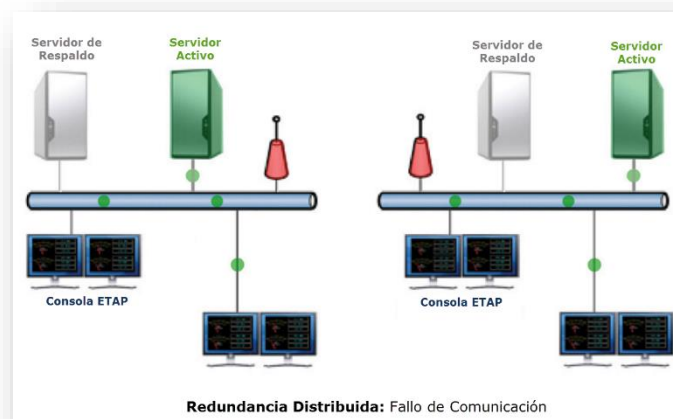 Servidor de
Respaldo
Servidor
Activo
Servidor de
Respaldo
Servidor
Activo
Consola ETAP
Consola ETAP
Redundancia Distribuida: Fallo de Comunicación